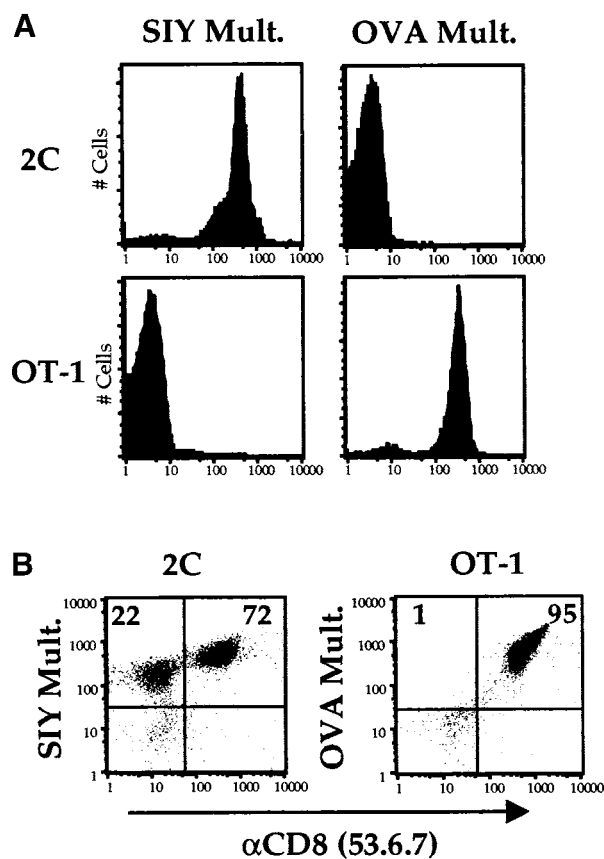 A
SIY Mult. OVA Mult.
2C
# Cells
1 10 100 1000 10000
1 10 100 1000 10000
OT-1
# Cells
1 10 100 1000 10000
1 10 100 1000 10000
B
2C OT-1
SIY Mult.
10000
1000
100
10
1
22 72
1 10 100 1000 10000
OVA Mult.
10000
1000
100
10
1
1 95
1 10 100 1000 10000
αCD8 (53.6.7)